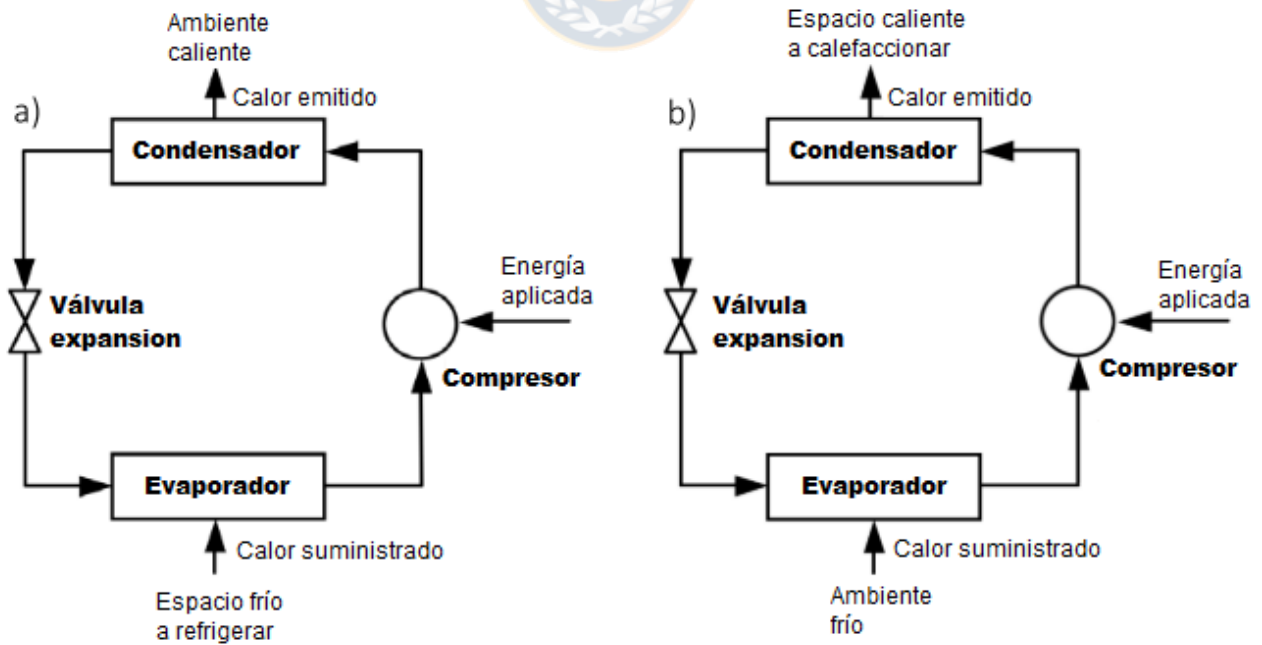 a)
Ambiente
caliente
Calor emitido
Condensador
Válvula
expansion
Energía
aplicada
Compresor
Evaporador
Calor suministrado
Espacio frío
a refrigerar
b)
Espacio caliente
a calefaccionar
Calor emitido
Condensador
Válvula
expansion
Energía
aplicada
Compresor
Evaporador
Calor suministrado
Ambiente
frío